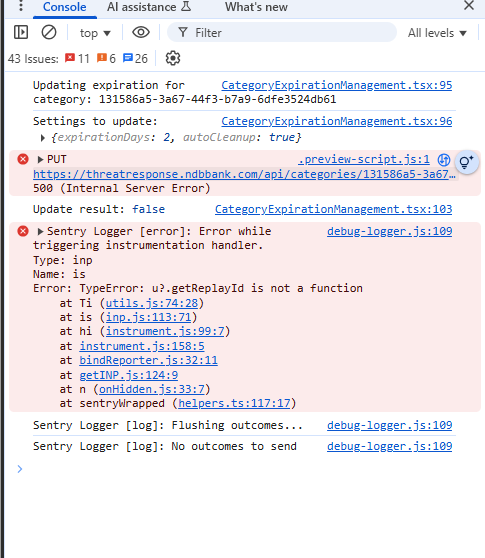 Console AI assistance What's new
top Filter All levels
43 Issues: 11 6 26
Updating expiration for CategoryExpirationManagement.tsx:95
category: 131586a5-3a67-44f3-b7a9-6dfe3524db61
Settings to update: CategoryExpirationManagement.tsx:96
{expirationDays: 2, autoCleanup: true}
PUT .preview-script.js:1
https://threatresponse.ndbbank.com/api/categories/131586a5-3a67…
500 (Internal Server Error)
Update result: false CategoryExpirationManagement.tsx:103
Sentry Logger [error]: Error while debug-logger.js:109
triggering instrumentation handler.
Type: inp
Name: is
Error: TypeError: u?.getReplayId is not a function
at Ti (utils.js:74:28)
at is (inp.js:113:71)
at hi (instrument.js:99:7)
at instrument.js:158:5
at bindReporter.js:32:11
at getINP.js:124:9
at n (onHidden.js:33:7)
at sentryWrapped (helpers.ts:117:17)
Sentry Logger [log]: Flushing outcomes... debug-logger.js:109
Sentry Logger [log]: No outcomes to send debug-logger.js:109